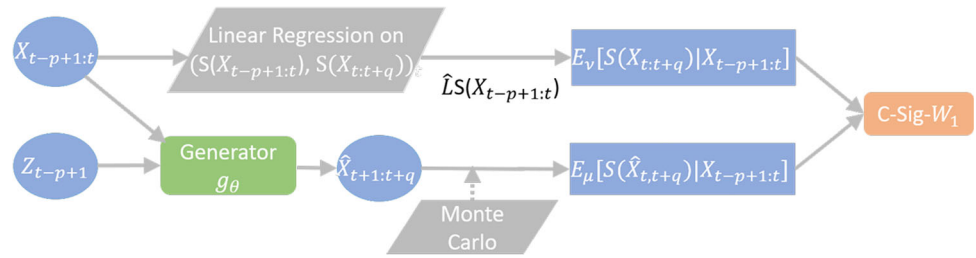 X_{t−p+1:t}
Linear Regression on
(S(X_{t−p+1:t}), S(X_{t:t+q}))_t
L̂S(X_{t−p+1:t})
E_ν[S(X_{t:t+q})|X_{t−p+1:t}]
C-Sig-W_1
Z_{t−p+1}
Generator
g_θ
X̂_{t+1:t+q}
E_μ[S(X̂_{t,t+q})|X_{t−p+1:t}]
Monte
Carlo